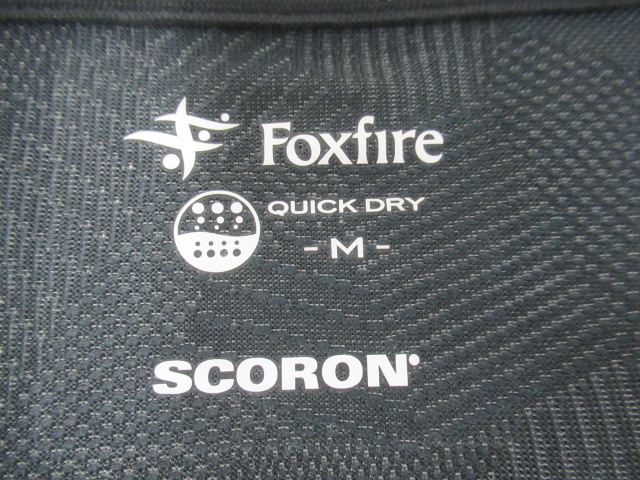 Foxfire
QUICK DRY
- M -
SCORON®